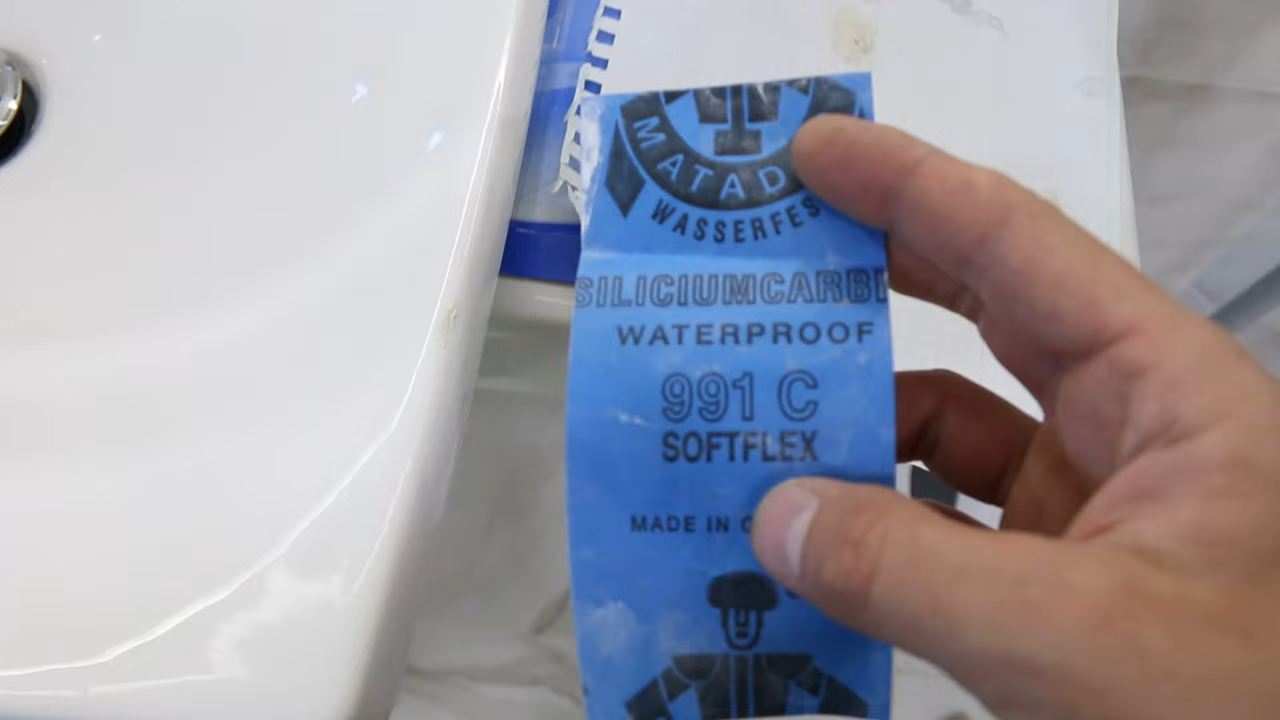 MATAD
WASSERFES
SILICIUMCARBI
WATERPROOF
991 C
SOFTFLEX
MADE IN